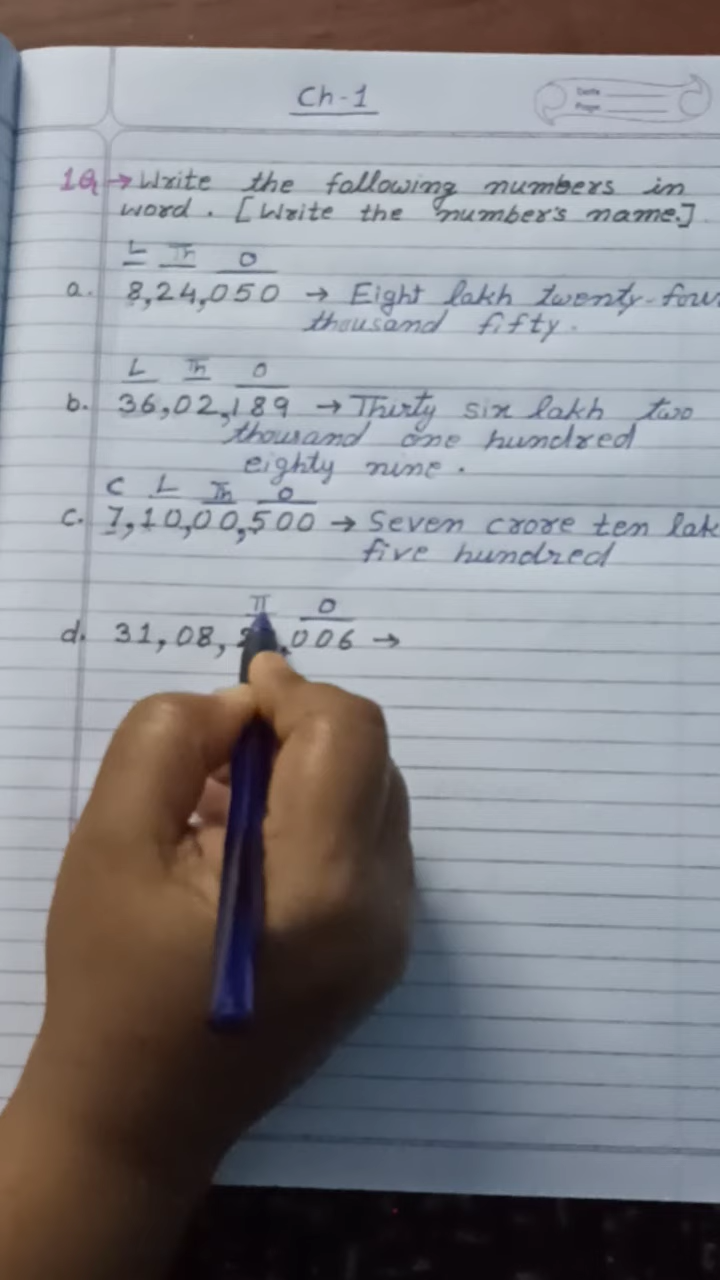 Ch-1
Date
Page
1Q → Write the following numbers in
word. [Write the number's name.]
L Th O
a. 8,24,050 → Eight lakh twenty-four
thousand fifty.
L Th O
b. 36,02,189 → Thirty six lakh two
thousand one hundred
eighty nine.
C L Th O
c. 7,10,00,500 → Seven crore ten lak
five hundred
O
d. 31,08, ,006 →